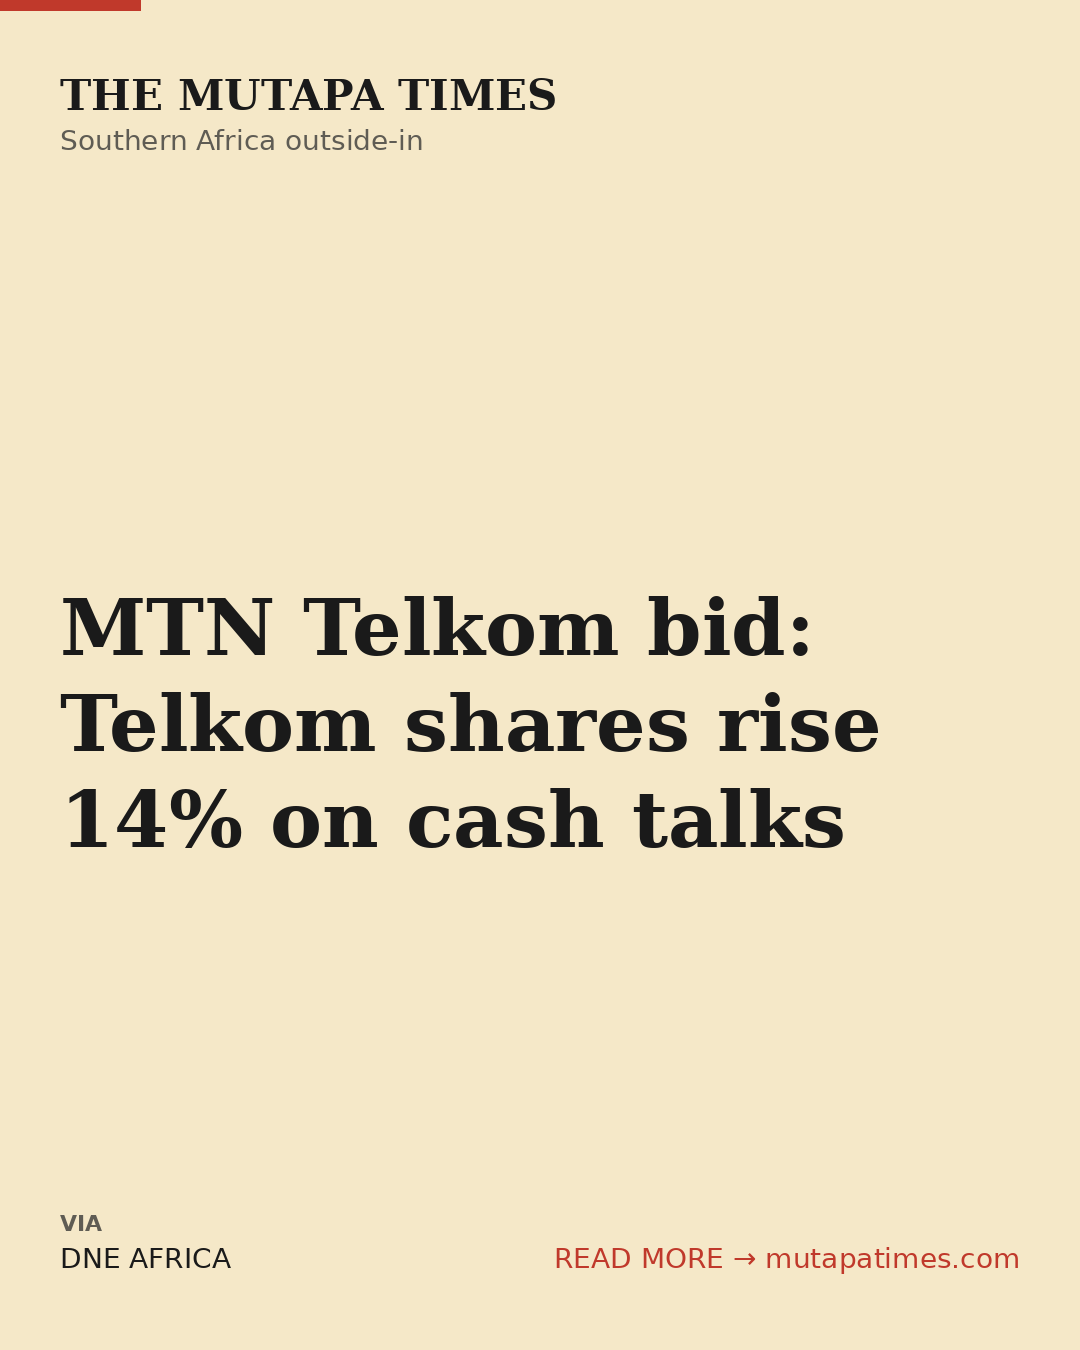 THE MUTAPA TIMES
Southern Africa outside-in
MTN Telkom bid:
Telkom shares rise
14% on cash talks
VIA
DNE AFRICA
READ MORE → mutapatimes.com